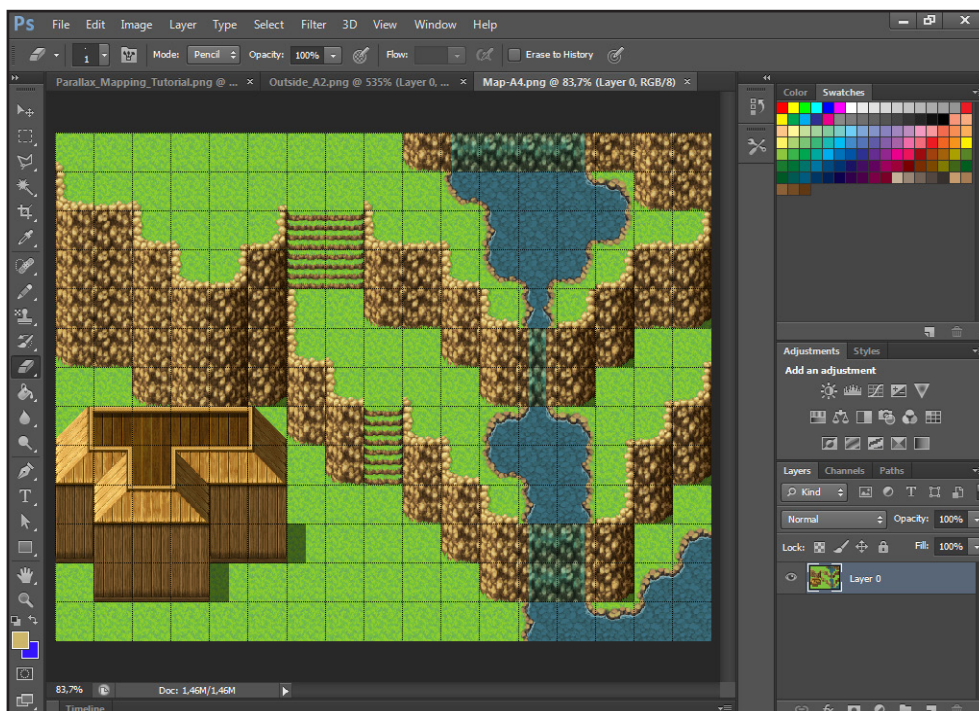 Ps File Edit Image Layer Type Select Filter 3D View Window Help
1 Mode: Pencil Opacity: 100% Flow: Erase to History
Parallax_Mapping_Tutorial.png @ ... × Outside_A2.png @ 535% (Layer 0, ... × Map-A4.png @ 83,7% (Layer 0, RGB/8) ×
Color Swatches
Adjustments Styles
Add an adjustment
Layers Channels Paths
Kind
Normal Opacity: 100%
Lock: Fill: 100%
Layer 0
83,7% Doc: 1,46M/1,46M
Timeline